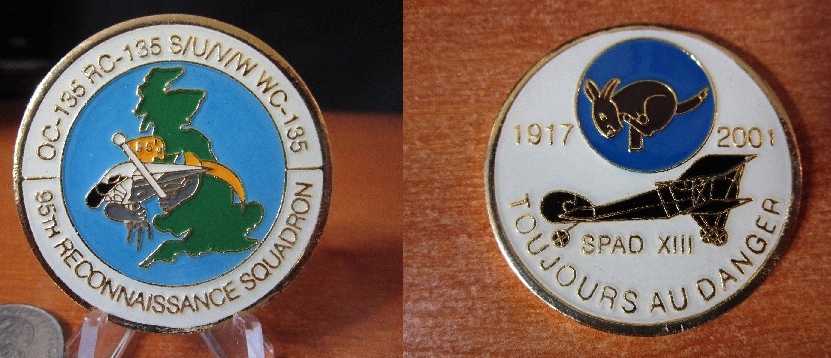 OC-135 RC-135 S/U/V/W WC-135
95TH RECONNAISSANCE SQUADRON
1917 2001
SPAD XIII
TOUJOURS AU DANGER